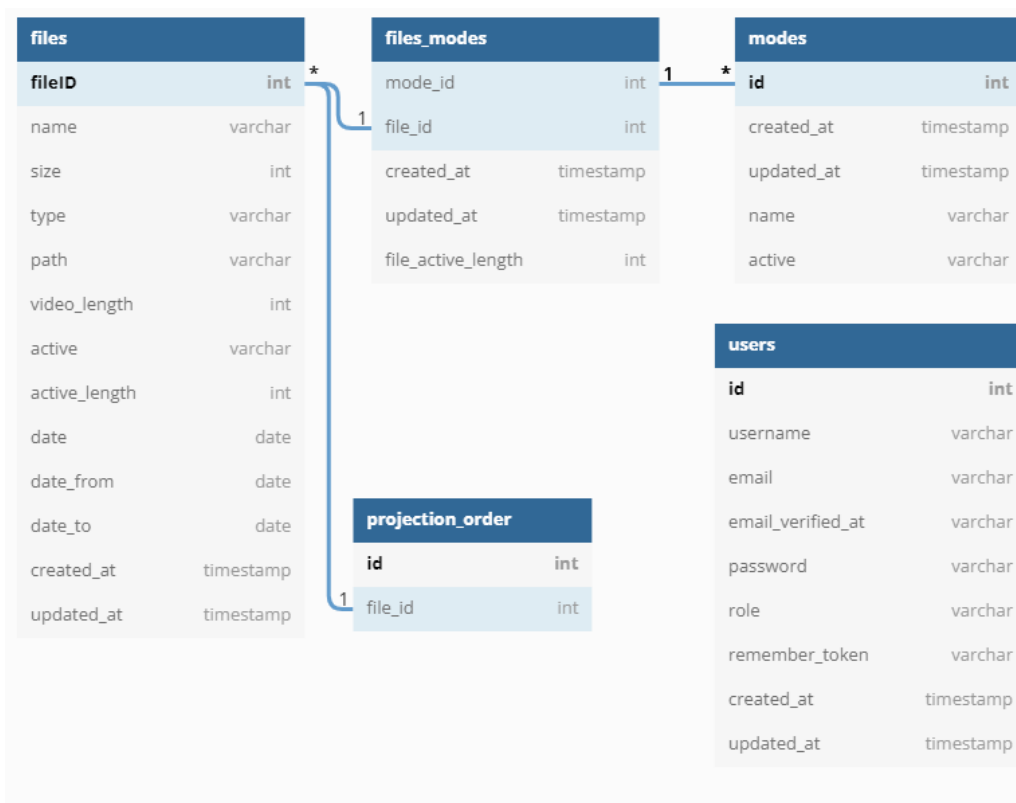 files
fileID int
name varchar
size int
type varchar
path varchar
video_length int
active varchar
active_length int
date date
date_from date
date_to date
created_at timestamp
updated_at timestamp
* 1
1
files_modes
mode_id int
file_id int
created_at timestamp
updated_at timestamp
file_active_length int
1 *
modes
id int
created_at timestamp
updated_at timestamp
name varchar
active varchar
projection_order
id int
file_id int
users
id int
username varchar
email varchar
email_verified_at varchar
password varchar
role varchar
remember_token varchar
created_at timestamp
updated_at timestamp